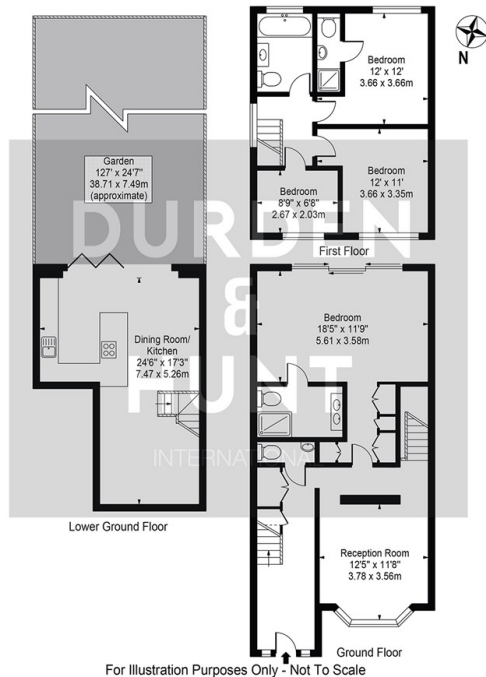 N
Bedroom
12' x 12'
3.66 x 3.66m
Garden
127' x 24'7"
38.71 x 7.49m
(approximate)
Bedroom
8'9" x 6'8"
2.67 x 2.03m
Bedroom
12' x 11'
3.66 x 3.35m
First Floor
DURDEN
&
HUNT
INTERNATIONAL
Bedroom
18'5" x 11'9"
5.61 x 3.58m
Dining Room/
Kitchen
24'6" x 17'3"
7.47 x 5.26m
Lower Ground Floor
Reception Room
12'5" x 11'8"
3.78 x 3.56m
Ground Floor
For Illustration Purposes Only - Not To Scale